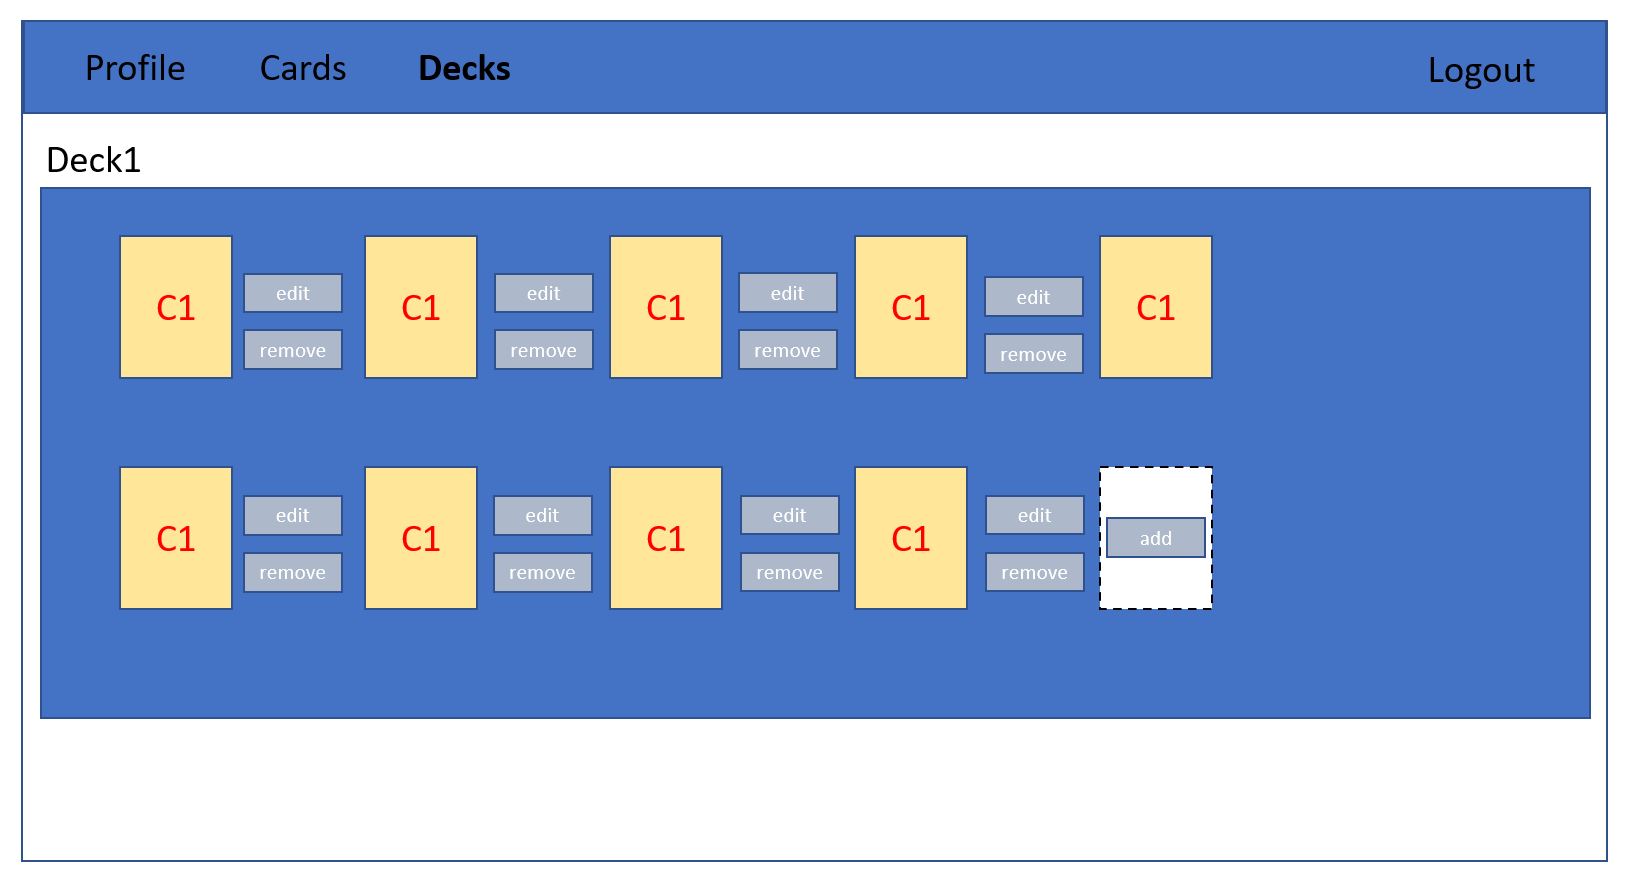 Profile Cards Decks Logout
Deck1
C1 edit C1 edit C1 edit C1 edit C1
remove remove remove remove
C1 edit C1 edit C1 edit C1 edit add
remove remove remove remove